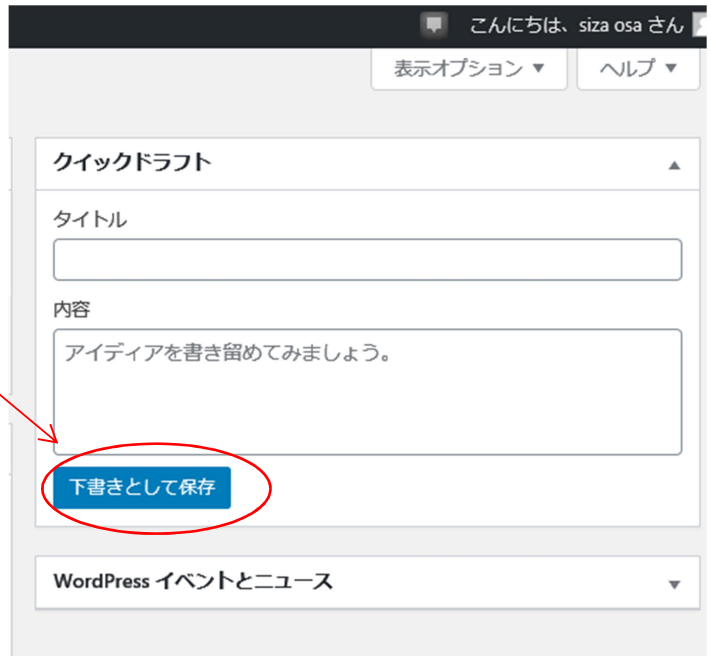 こんにちは、siza osa さん
表示オプション ▼ ヘルプ ▼
クイックドラフト ▲
タイトル
内容
アイディアを書き留めてみましょう。
下書きとして保存
WordPress イベントとニュース ▼